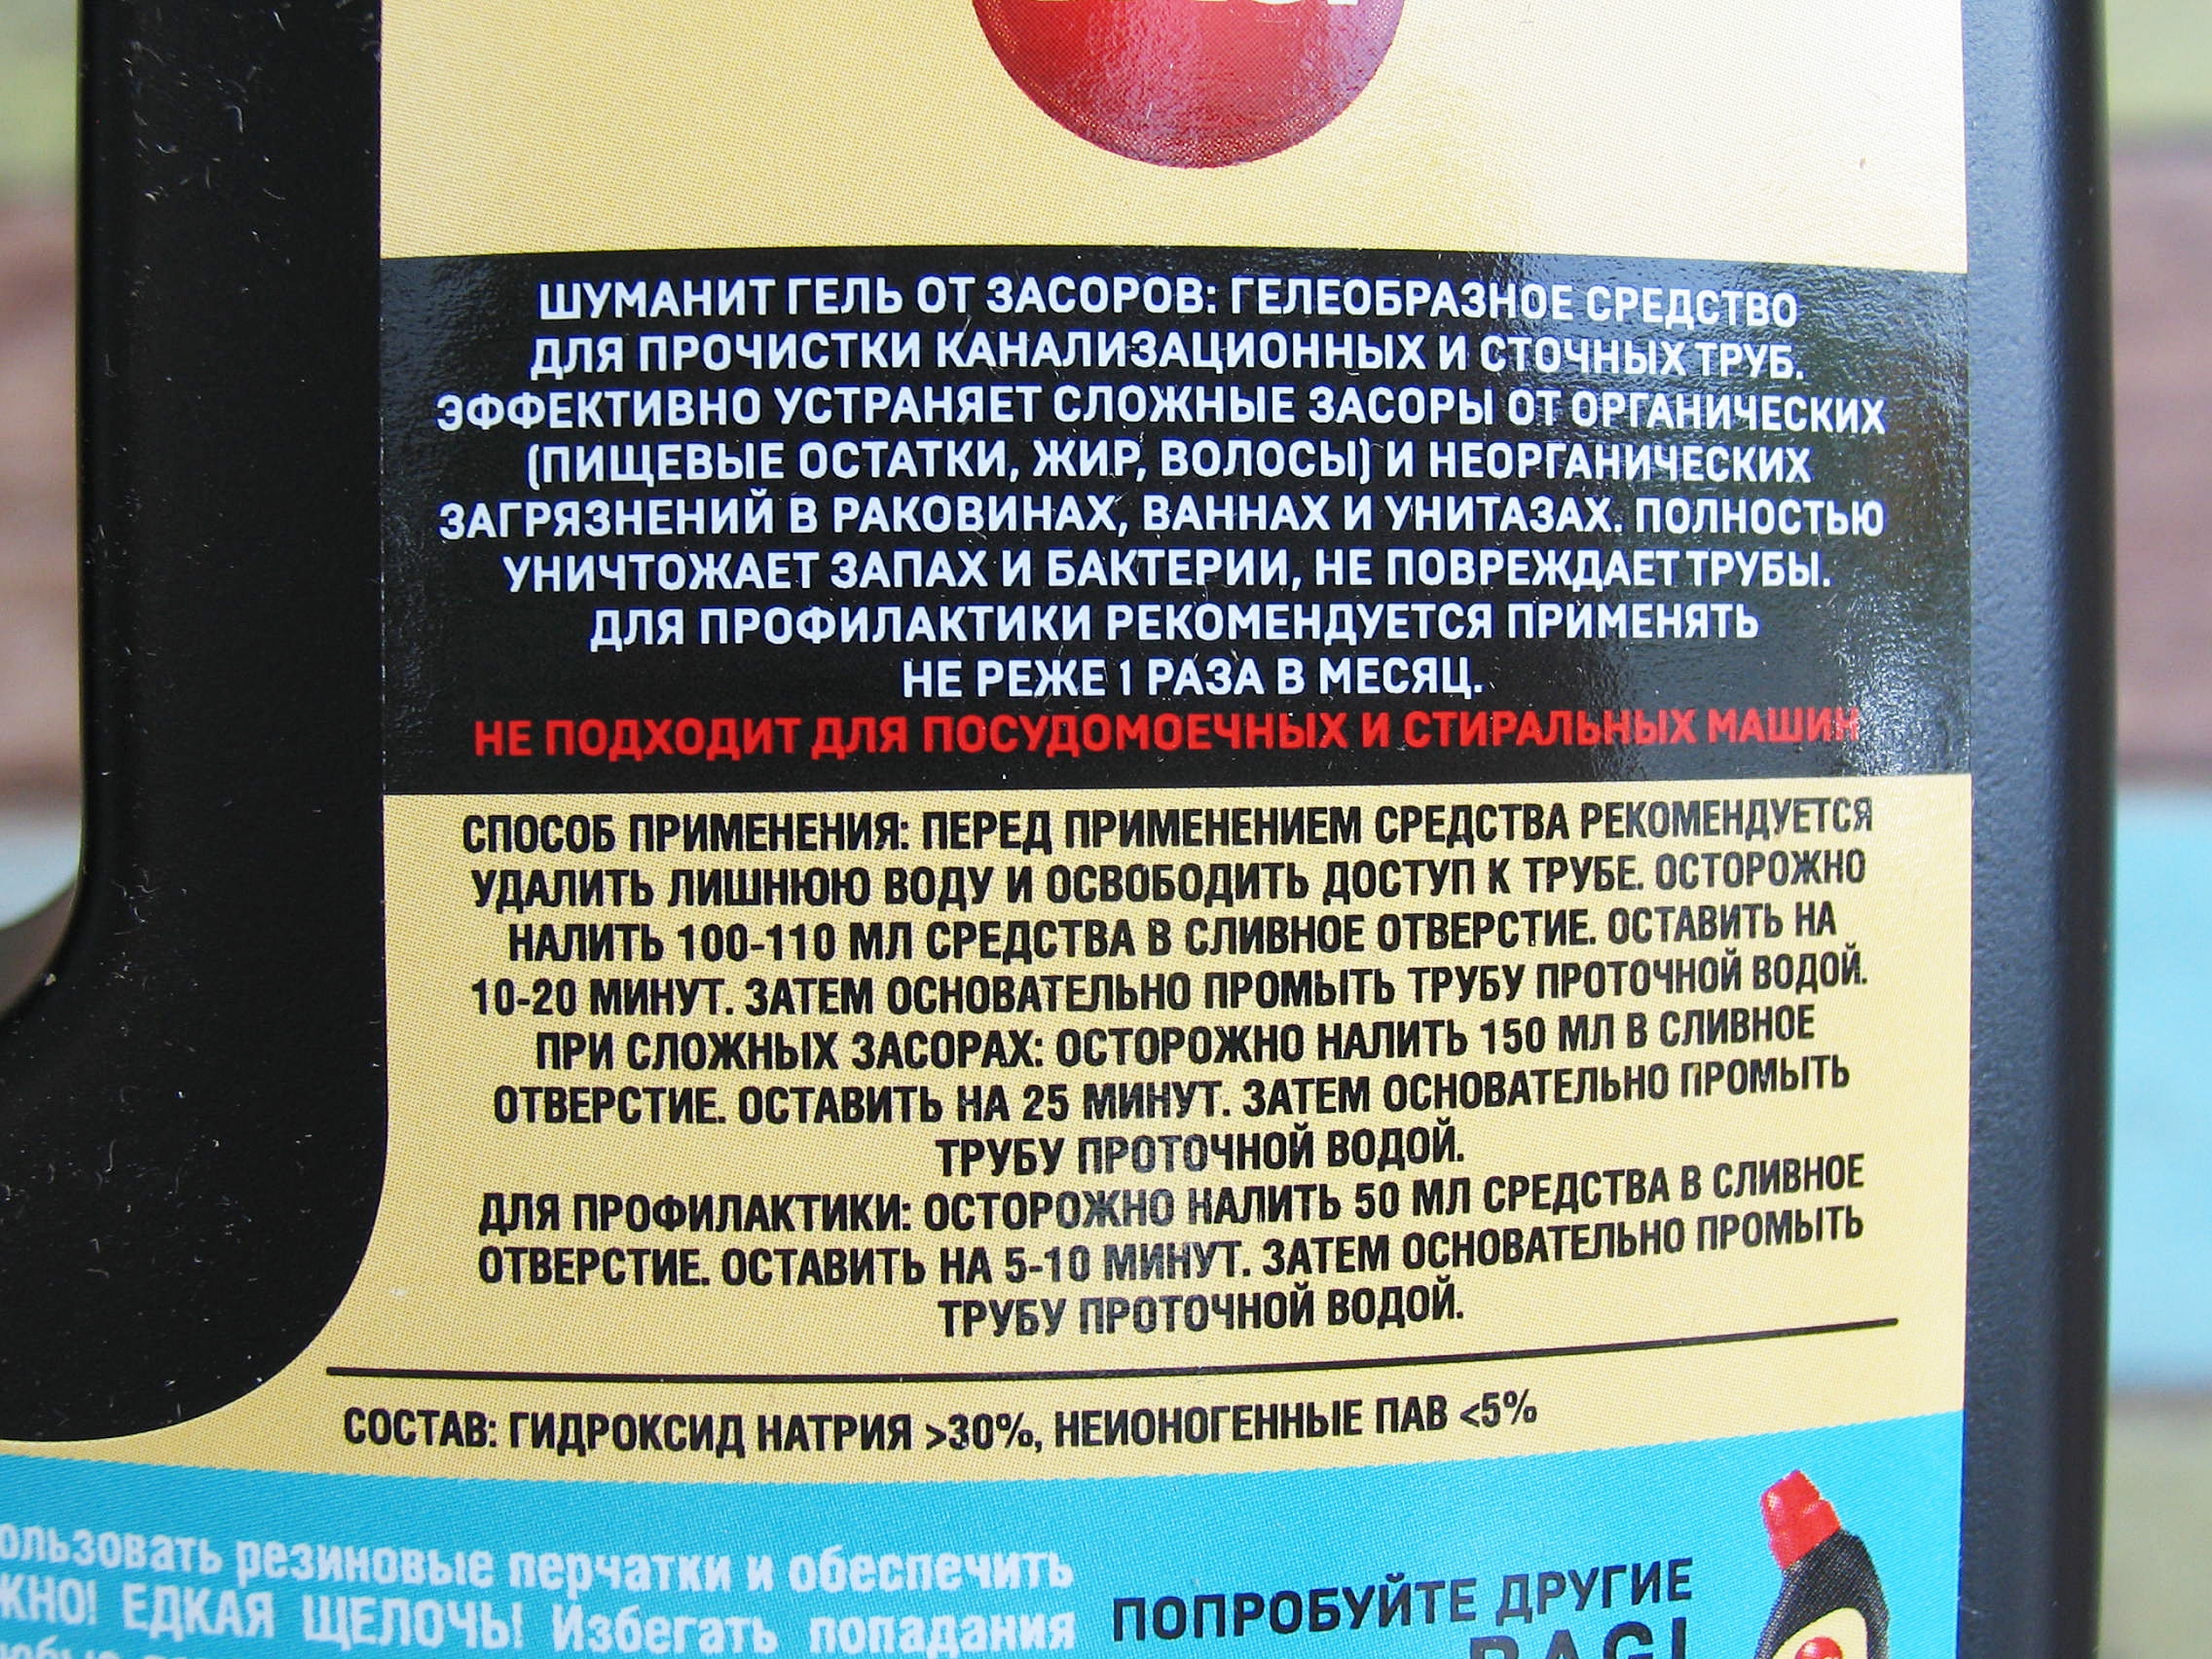 ШУМАНИТ ГЕЛЬ ОТ ЗАСОРОВ: ГЕЛЕОБРАЗНОЕ СРЕДСТВО
ДЛЯ ПРОЧИСТКИ КАНАЛИЗАЦИОННЫХ И СТОЧНЫХ ТРУБ.
ЭФФЕКТИВНО УСТРАНЯЕТ СЛОЖНЫЕ ЗАСОРЫ ОТ ОРГАНИЧЕСКИХ
(ПИЩЕВЫЕ ОСТАТКИ, ЖИР, ВОЛОСЫ) И НЕОРГАНИЧЕСКИХ
ЗАГРЯЗНЕНИЙ В РАКОВИНАХ, ВАННАХ И УНИТАЗАХ. ПОЛНОСТЬЮ
УНИЧТОЖАЕТ ЗАПАХ И БАКТЕРИИ, НЕ ПОВРЕЖДАЕТ ТРУБЫ.
ДЛЯ ПРОФИЛАКТИКИ РЕКОМЕНДУЕТСЯ ПРИМЕНЯТЬ
НЕ РЕЖЕ 1 РАЗА В МЕСЯЦ.
НЕ ПОДХОДИТ ДЛЯ ПОСУДОМОЕЧНЫХ И СТИРАЛЬНЫХ МАШИН
СПОСОБ ПРИМЕНЕНИЯ: ПЕРЕД ПРИМЕНЕНИЕМ СРЕДСТВА РЕКОМЕНДУЕТСЯ
УДАЛИТЬ ЛИШНЮЮ ВОДУ И ОСВОБОДИТЬ ДОСТУП К ТРУБЕ. ОСТОРОЖНО
НАЛИТЬ 100-110 МЛ СРЕДСТВА В СЛИВНОЕ ОТВЕРСТИЕ. ОСТАВИТЬ НА
10-20 МИНУТ. ЗАТЕМ ОСНОВАТЕЛЬНО ПРОМЫТЬ ТРУБУ ПРОТОЧНОЙ ВОДОЙ.
ПРИ СЛОЖНЫХ ЗАСОРАХ: ОСТОРОЖНО НАЛИТЬ 150 МЛ В СЛИВНОЕ
ОТВЕРСТИЕ. ОСТАВИТЬ НА 25 МИНУТ. ЗАТЕМ ОСНОВАТЕЛЬНО ПРОМЫТЬ
ТРУБУ ПРОТОЧНОЙ ВОДОЙ.
ДЛЯ ПРОФИЛАКТИКИ: ОСТОРОЖНО НАЛИТЬ 50 МЛ СРЕДСТВА В СЛИВНОЕ
ОТВЕРСТИЕ. ОСТАВИТЬ НА 5-10 МИНУТ. ЗАТЕМ ОСНОВАТЕЛЬНО ПРОМЫТЬ
ТРУБУ ПРОТОЧНОЙ ВОДОЙ.
СОСТАВ: ГИДРОКСИД НАТРИЯ >30%, НЕИОНОГЕННЫЕ ПАВ <5%
ользовать резиновые перчатки и обеспечить
ЖНО! ЕДКАЯ ЩЕЛОЧЬ! Избегать попадания
ПОПРОБУЙТЕ ДРУГИЕ
BAGI